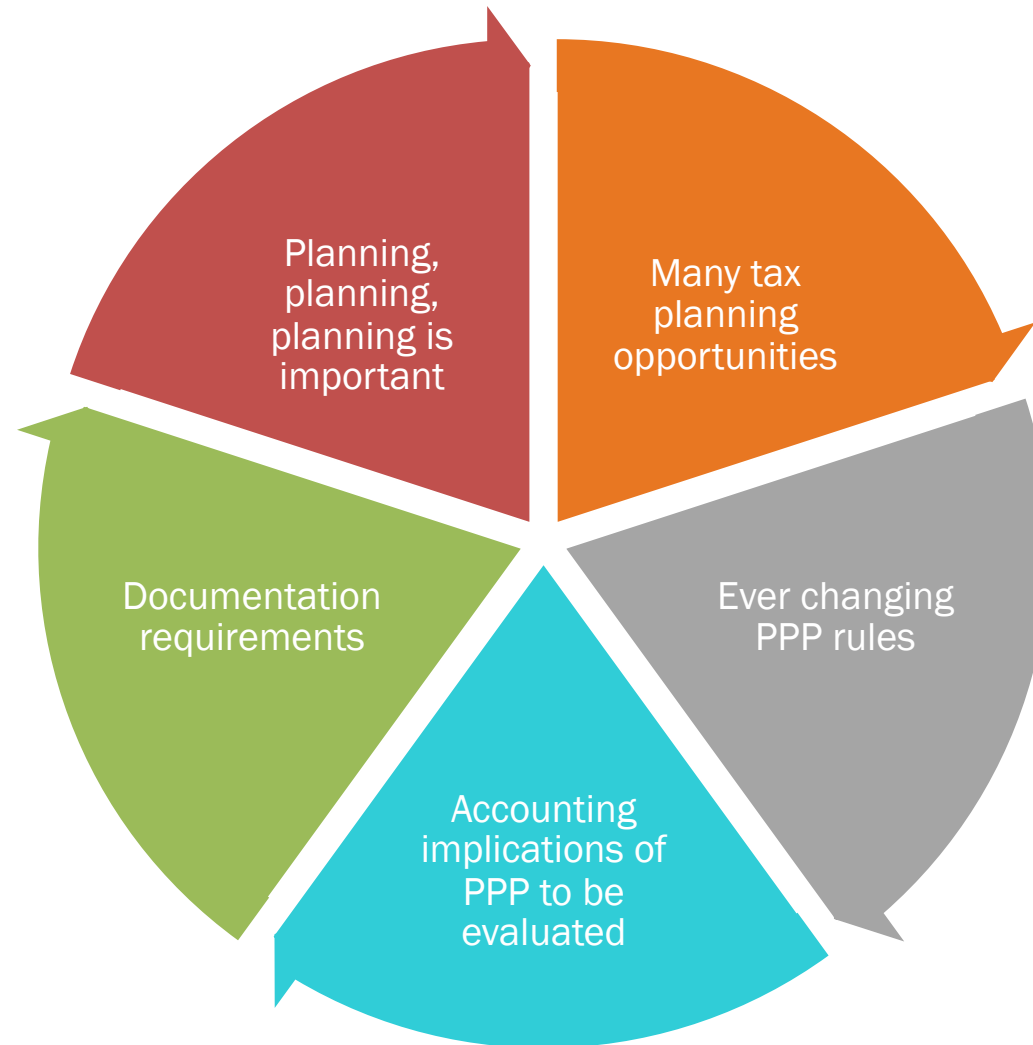 Planning,
planning,
planning is
important
Many tax
planning
opportunities
Ever changing
PPP rules
Accounting
implications of
PPP to be
evaluated
Documentation
requirements